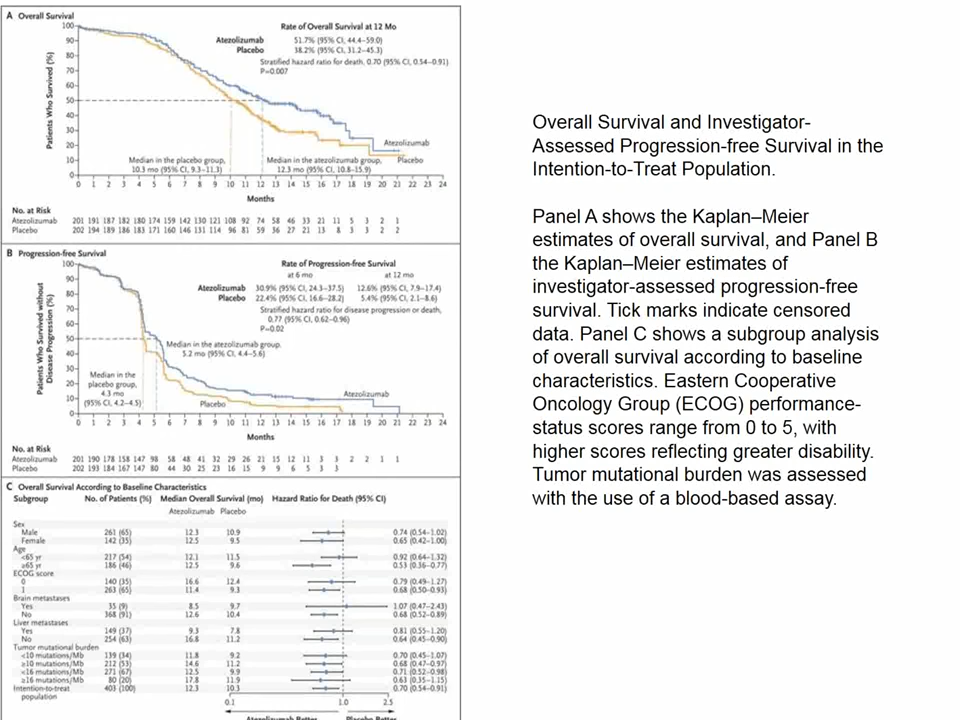 A Overall Survival
Patients Who Survived (%)
100
90
80
70
60
50
40
30
20
10
0
Rate of Overall Survival at 12 Mo
Atezolizumab 51.7% (95% CI, 44.4–59.0)
Placebo 38.2% (95% CI, 31.2–45.3)
Stratified hazard ratio for death, 0.70 (95% CI, 0.54–0.91)
P=0.007
Atezolizumab
Placebo
Median in the placebo group,
10.3 mo (95% CI, 9.3–11.3)
Median in the atezolizumab group,
12.3 mo (95% CI, 10.8–15.9)
0 1 2 3 4 5 6 7 8 9 10 11 12 13 14 15 16 17 18 19 20 21 22 23 24
Months
No. at Risk
Atezolizumab 201 191 187 182 180 174 159 142 130 121 108 92 74 58 46 33 21 11 5 3 2 1
Placebo 202 194 189 186 183 171 160 146 131 114 96 81 59 36 27 21 13 8 3 3 2 2
B Progression-free Survival
Patients Who Survived without
Disease Progression (%)
100
90
80
70
60
50
40
30
20
10
0
Rate of Progression-free Survival
at 6 mo at 12 mo
Atezolizumab 30.9% (95% CI, 24.3–37.5) 12.6% (95% CI, 7.9–17.4)
Placebo 22.4% (95% CI, 16.6–28.2) 5.4% (95% CI, 2.1–8.6)
Stratified hazard ratio for disease progression or death,
0.77 (95% CI, 0.62–0.96)
P=0.02
Median in the atezolizumab group,
5.2 mo (95% CI, 4.4–5.6)
Median in the
placebo group,
4.3 mo
(95% CI, 4.2–4.5)
Atezolizumab
Placebo
0 1 2 3 4 5 6 7 8 9 10 11 12 13 14 15 16 17 18 19 20 21 22 23 24
Months
No. at Risk
Atezolizumab 201 190 178 158 147 98 58 48 41 32 29 26 21 15 12 11 3 3 2 2 1 1
Placebo 202 193 184 167 147 80 44 30 25 23 16 15 9 9 6 5 3 3
C Overall Survival According to Baseline Characteristics
Subgroup No. of Patients (%) Median Overall Survival (mo) Hazard Ratio for Death (95% CI)
Atezolizumab Placebo
Sex
Male 261 (65) 12.3 10.9 0.74 (0.54–1.02)
Female 142 (35) 12.5 9.5 0.65 (0.42–1.00)
Age
<65 yr 217 (54) 12.1 11.5 0.92 (0.64–1.32)
≥65 yr 186 (46) 12.5 9.6 0.53 (0.36–0.77)
ECOG score
0 140 (35) 16.6 12.4 0.79 (0.49–1.27)
1 263 (65) 11.4 9.3 0.68 (0.50–0.93)
Brain metastases
Yes 35 (9) 8.5 9.7 1.07 (0.47–2.43)
No 368 (91) 12.6 10.4 0.68 (0.52–0.89)
Liver metastases
Yes 149 (37) 9.3 7.8 0.81 (0.55–1.20)
No 254 (63) 16.8 11.2 0.64 (0.45–0.90)
Tumor mutational burden
<10 mutations/Mb 139 (34) 11.8 9.2 0.70 (0.45–1.07)
≥10 mutations/Mb 212 (53) 14.6 11.2 0.68 (0.47–0.97)
<16 mutations/Mb 271 (67) 12.5 9.9 0.71 (0.52–0.98)
≥16 mutations/Mb 80 (20) 17.8 11.9 0.63 (0.35–1.15)
Intention-to-treat 403 (100) 12.3 10.3 0.70 (0.54–0.91)
population
0.1 1.0 2.5
Atezolizumab Better Placebo Better
Overall Survival and Investigator-
Assessed Progression-free Survival in the
Intention-to-Treat Population.
Panel A shows the Kaplan–Meier
estimates of overall survival, and Panel B
the Kaplan–Meier estimates of
investigator-assessed progression-free
survival. Tick marks indicate censored
data. Panel C shows a subgroup analysis
of overall survival according to baseline
characteristics. Eastern Cooperative
Oncology Group (ECOG) performance-
status scores range from 0 to 5, with
higher scores reflecting greater disability.
Tumor mutational burden was assessed
with the use of a blood-based assay.